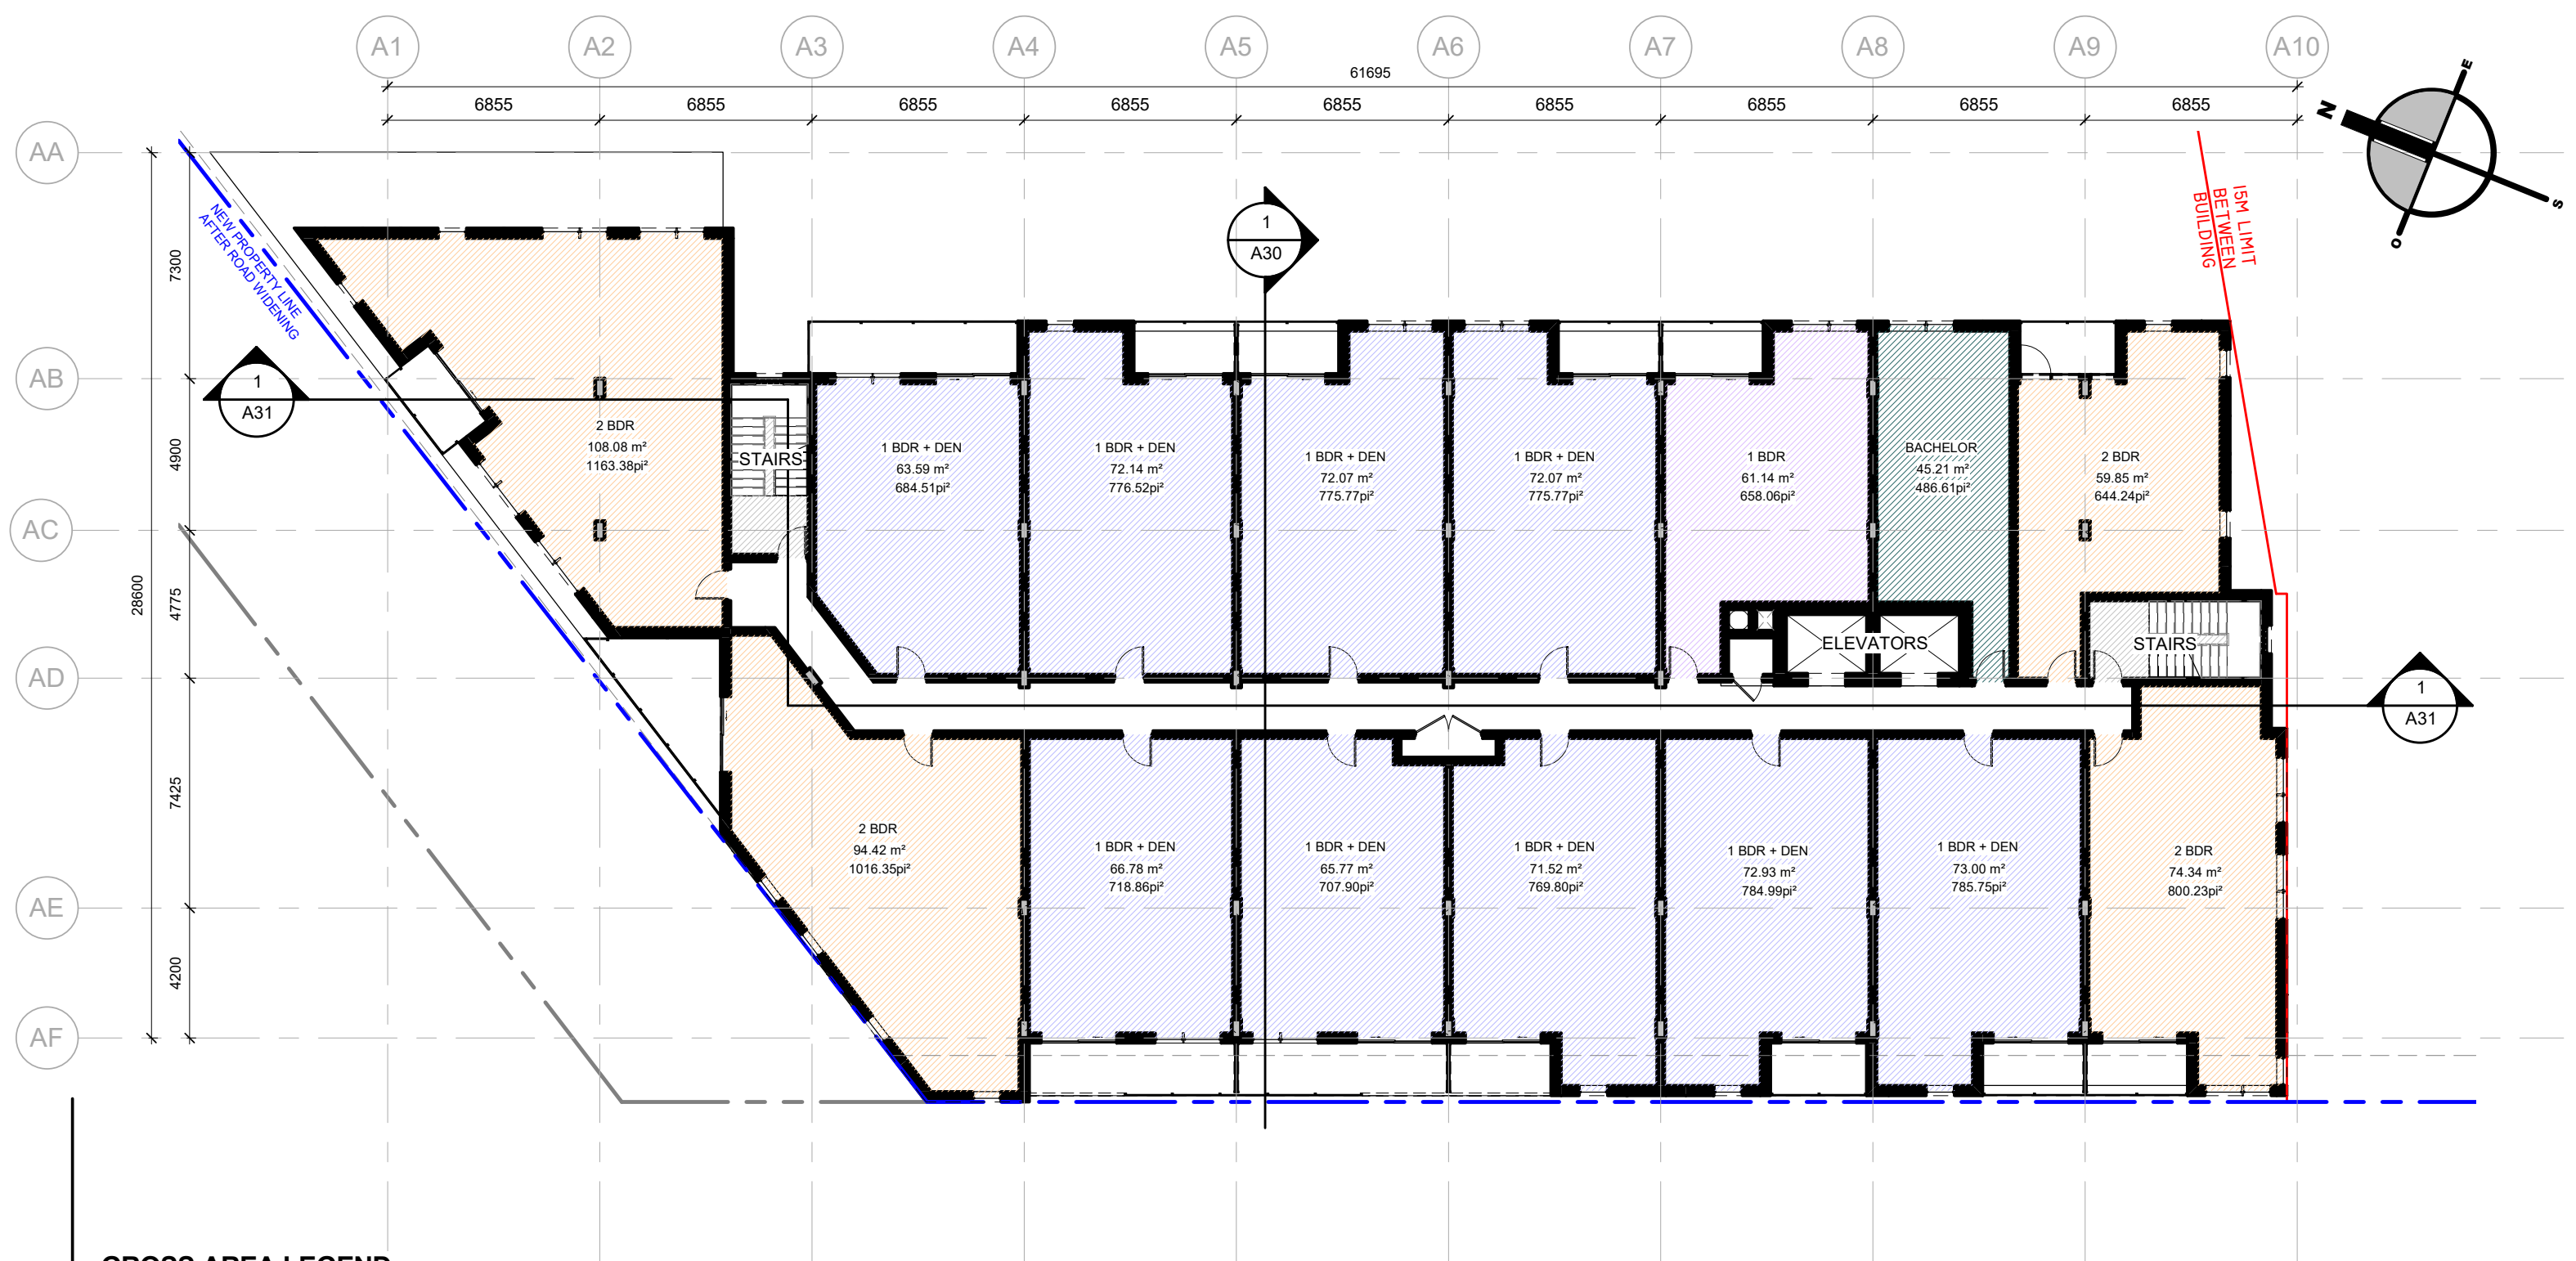 A1 A2 A3 A4 A5 A6 A7 A8 A9 A10
61695
6855 6855 6855 6855 6855 6855 6855 6855 6855
AA
AB
AC
AD
AE
AF
28600
7300
4900
4775
7425
4200
NEW PROPERTY LINE
AFTER ROAD WIDENING
15M LIMIT
BETWEEN
BUILDING
N
E
S
O
1
A30
1
A31
1
A31
2 BDR
108.08 m²
1163.38pi²
STAIRS
1 BDR + DEN
63.59 m²
684.51pi²
1 BDR + DEN
72.14 m²
776.52pi²
1 BDR + DEN
72.07 m²
775.77pi²
1 BDR + DEN
72.07 m²
775.77pi²
1 BDR
61.14 m²
658.06pi²
BACHELOR
45.21 m²
486.61pi²
2 BDR
59.85 m²
644.24pi²
ELEVATORS
STAIRS
2 BDR
94.42 m²
1016.35pi²
1 BDR + DEN
66.78 m²
718.86pi²
1 BDR + DEN
65.77 m²
707.90pi²
1 BDR + DEN
71.52 m²
769.80pi²
1 BDR + DEN
72.93 m²
784.99pi²
1 BDR + DEN
73.00 m²
785.75pi²
2 BDR
74.34 m²
800.23pi²
GROSS AREA LEGEND